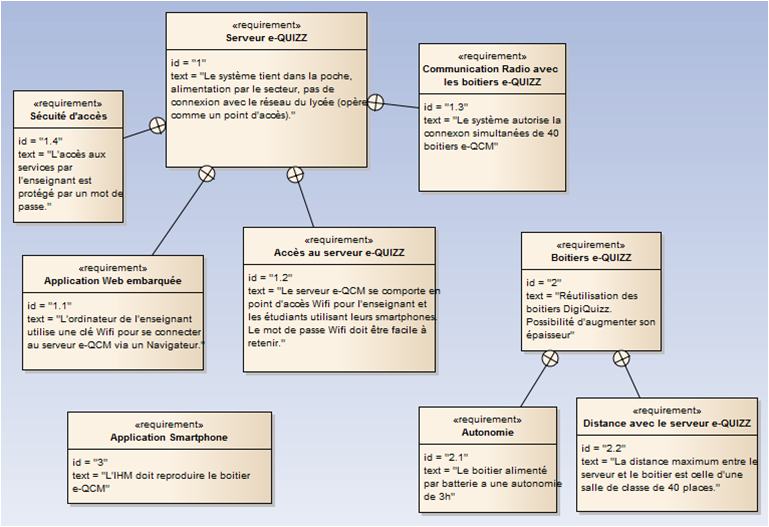 «requirement»
Serveur e-QUIZZ
id = "1"
text = "Le système tient dans la poche,
alimentation par le secteur, pas de
connexion avec le réseau du lycée (opère
comme un point d'accès)."
«requirement»
Communication Radio avec
les boitiers e-QUIZZ
id = "1.3"
text = "Le système autorise la
connexon simultanées de 40
boitiers e-QCM"
«requirement»
Sécuité d'accès
id = "1.4"
text = "L'accès aux
services par
l'enseignant est
protégé par un mot de
passe."
«requirement»
Application Web embarquée
id = "1.1"
text = "L'ordinateur de l'enseignant
utilise une clé Wifi pour se connecter
au serveur e-QCM via un Navigateur."
«requirement»
Accès au serveur e-QUIZZ
id = "1.2"
text = "Le serveur e-QCM se comporte en
point d'accès Wifi pour l'enseignant et
les étudiants utilisant leurs smartphones.
Le mot de passe Wifi doit être facile à
retenir."
«requirement»
Boitiers e-QUIZZ
id = "2"
text = "Réutilisation des
boitiers DigiQuizz.
Possibilité d'augmenter son
épaisseur"
«requirement»
Application Smartphone
id = "3"
text = "L'IHM doit reproduire le boitier
e-QCM"
«requirement»
Autonomie
id = "2.1"
text = "Le boitier alimenté
par batterie a une autonomie
de 3h"
«requirement»
Distance avec le serveur e-QUIZZ
id = "2.2"
text = "La distance maximum entre le
serveur et le boitier est celle d'une
salle de classe de 40 places."